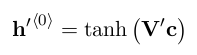 h′⟨0⟩ = tanh (V′c)